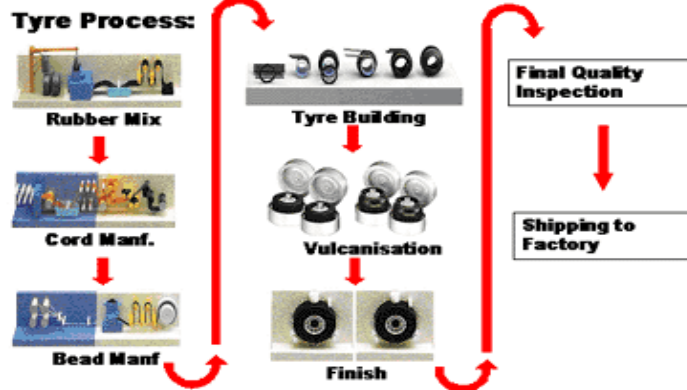 Tyre Process:
Rubber Mix
Cord Manf.
Bead Manf
Tyre Building
Vulcanisation
Finish
Final Quality
Inspection
Shipping to
Factory